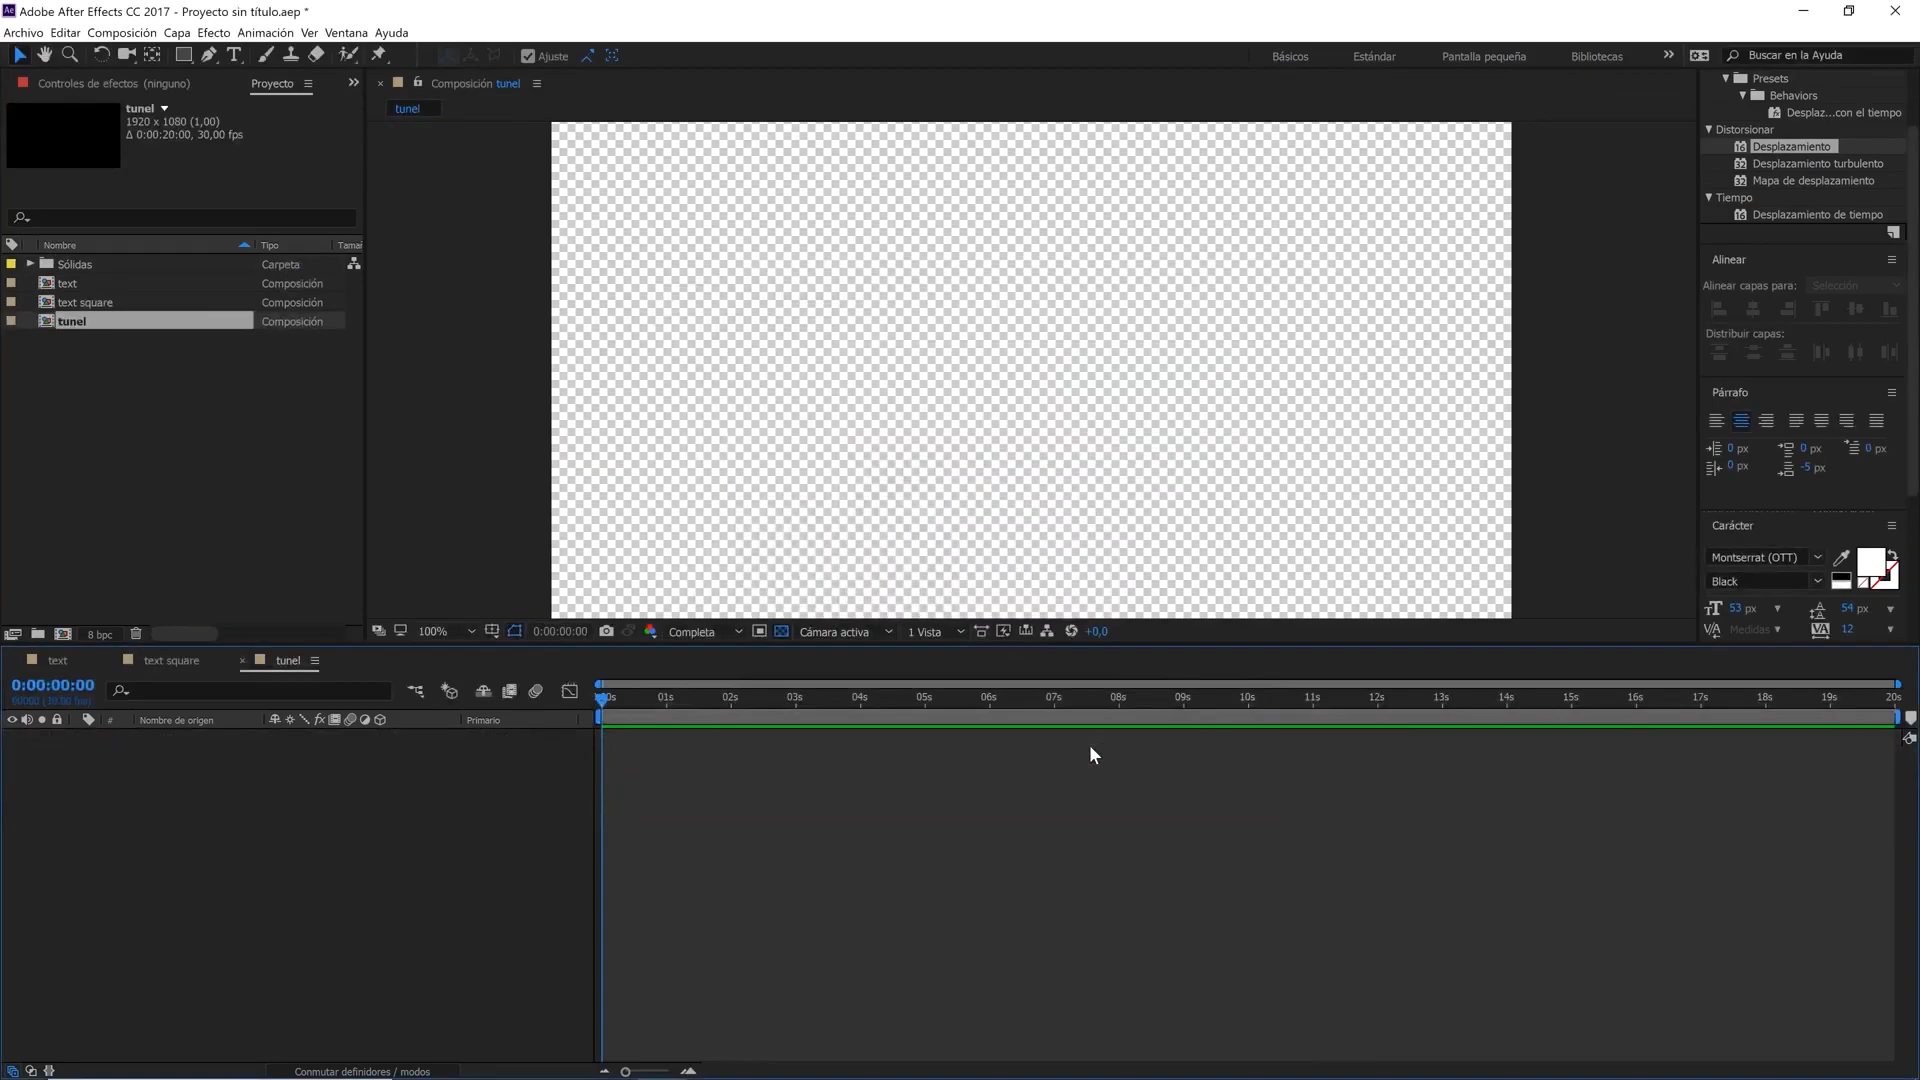 Adobe After Effects CC 2017 - Proyecto sin título.aep *
Archivo Editar Composición Capa Efecto Animación Ver Ventana Ayuda
Ajuste
Básicos
Estándar
Pantalla pequeña
Bibliotecas
Buscar en la Ayuda
Controles de efectos (ninguno)
Proyecto
Composición tunel
tunel
tunel
1920 x 1080 (1,00)
Δ 0:00:20:00, 30,00 fps
Nombre Tipo Tamañ
Sólidas Carpeta
text Composición
text square Composición
tunel Composición
8 bpc
Presets
Behaviors
Desplaz...con el tiempo
Distorsionar
Desplazamiento
Desplazamiento turbulento
Mapa de desplazamiento
Tiempo
Desplazamiento de tiempo
Alinear
Alinear capas para: Selección
Distribuir capas:
Párrafo
0 px 0 px 0 px
0 px -5 px
Carácter
Montserrat (OTT)
Black
53 px 54 px
Medidas 12
100% 0:00:00:00 Completa Cámara activa 1 Vista +0,0
text
text square
tunel
0:00:00:00
00000 (30.00 fps)
# Nombre de origen Primario
01s 02s 03s 04s 05s 06s 07s 08s 09s 10s 11s 12s 13s 14s 15s 16s 17s 18s 19s 20s
Conmutar definidores / modos